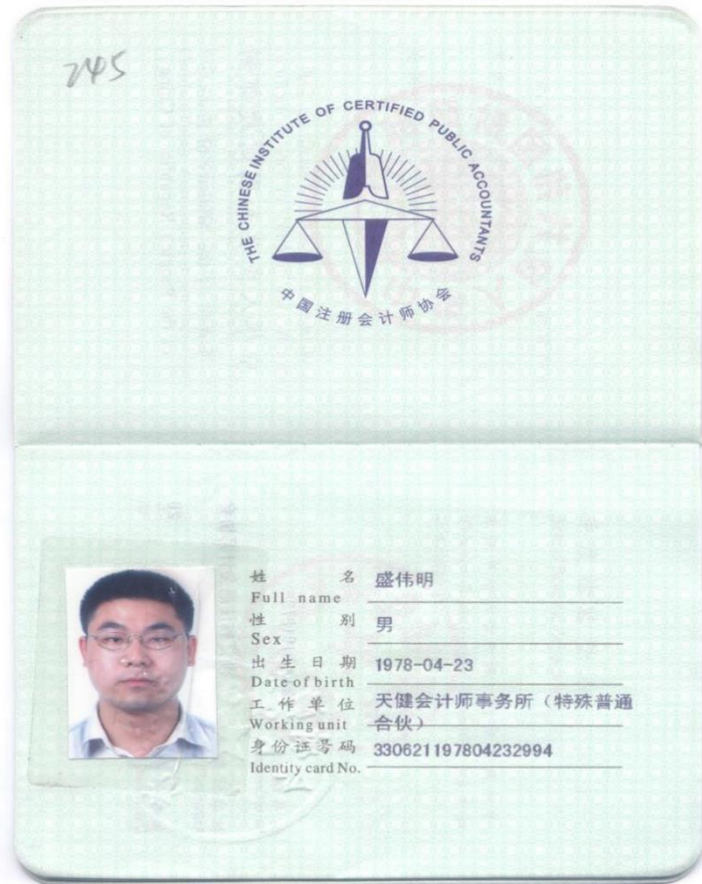 245
THE CHINESE INSTITUTE OF CERTIFIED PUBLIC ACCOUNTANTS
中国注册会计师协会
姓 名 盛伟明
Full name
性 别 男
Sex
出生日期 1978-04-23
Date of birth
工作单位 天健会计师事务所（特殊普通
Working unit 合伙）
身份证号码 330621197804232994
Identity card No.